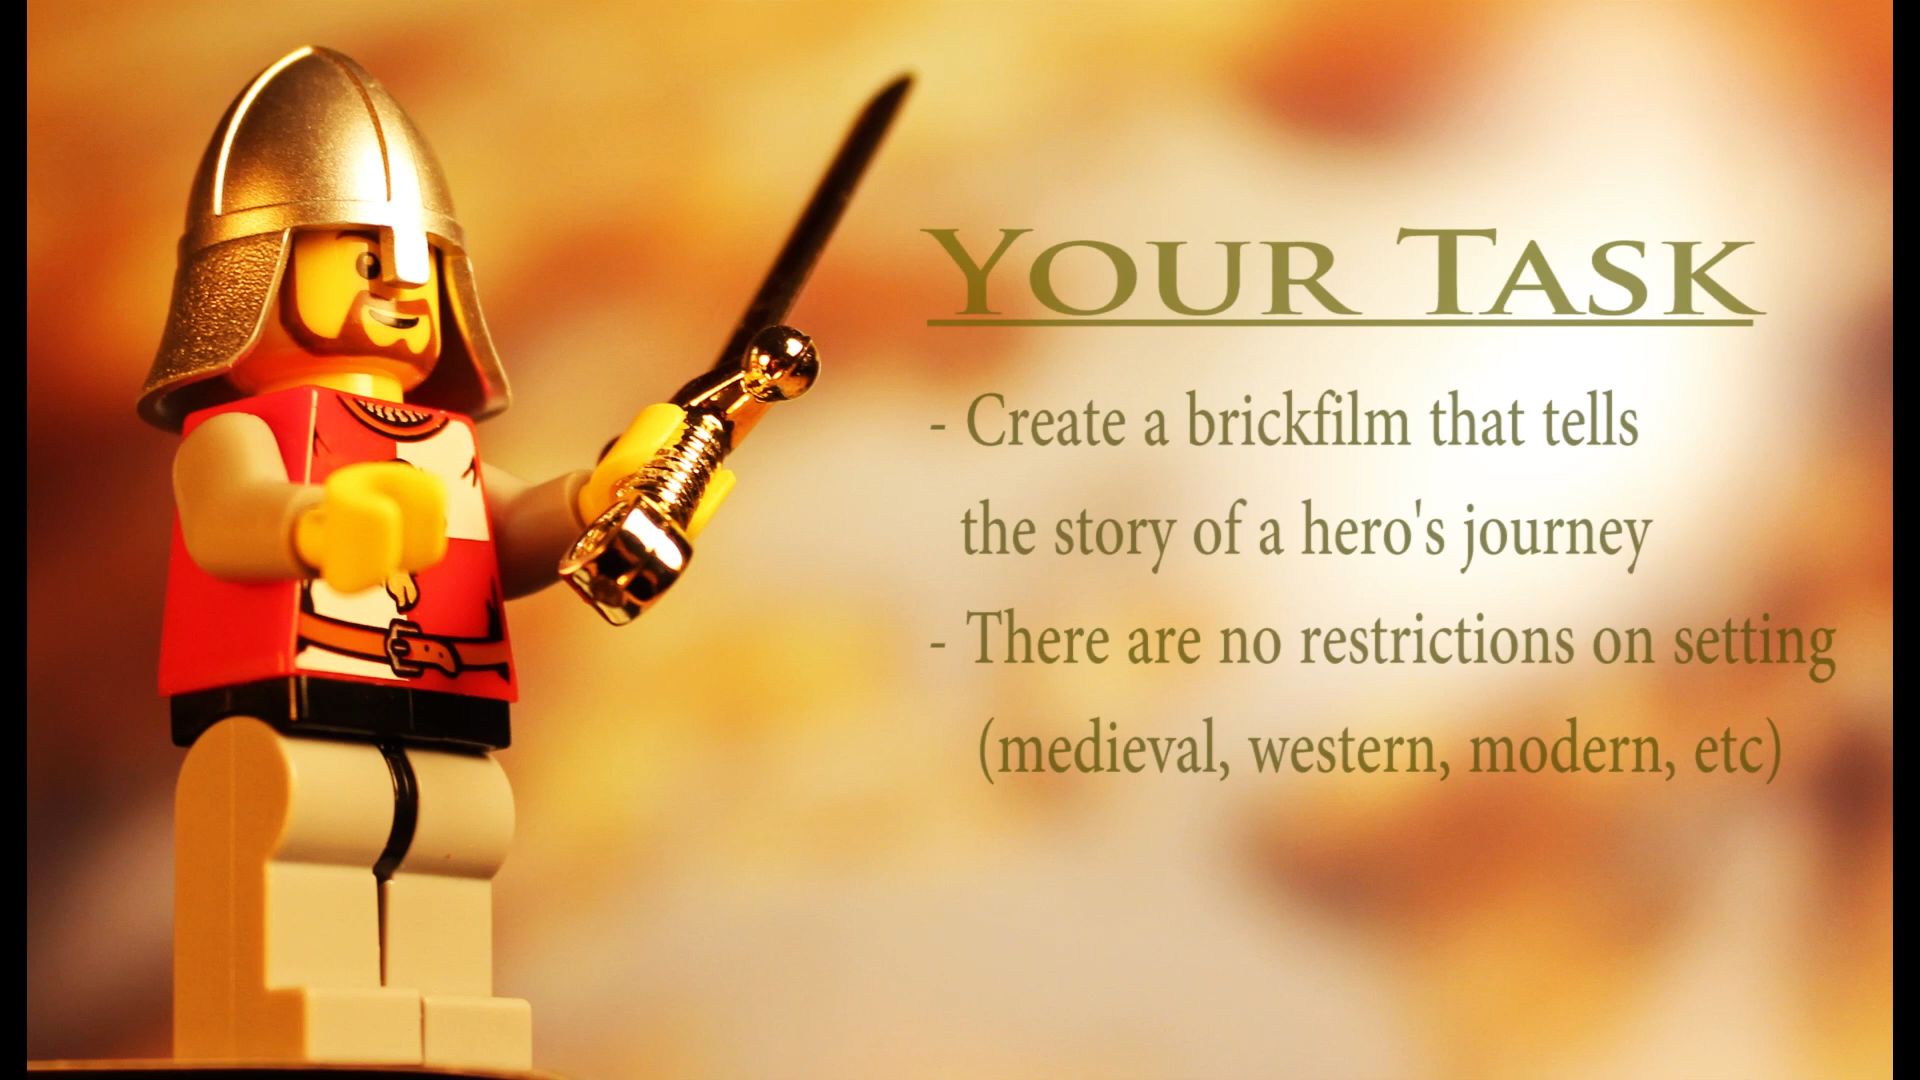 Your Task
- Create a brickfilm that tells
the story of a hero's journey
- There are no restrictions on setting
(medieval, western, modern, etc)